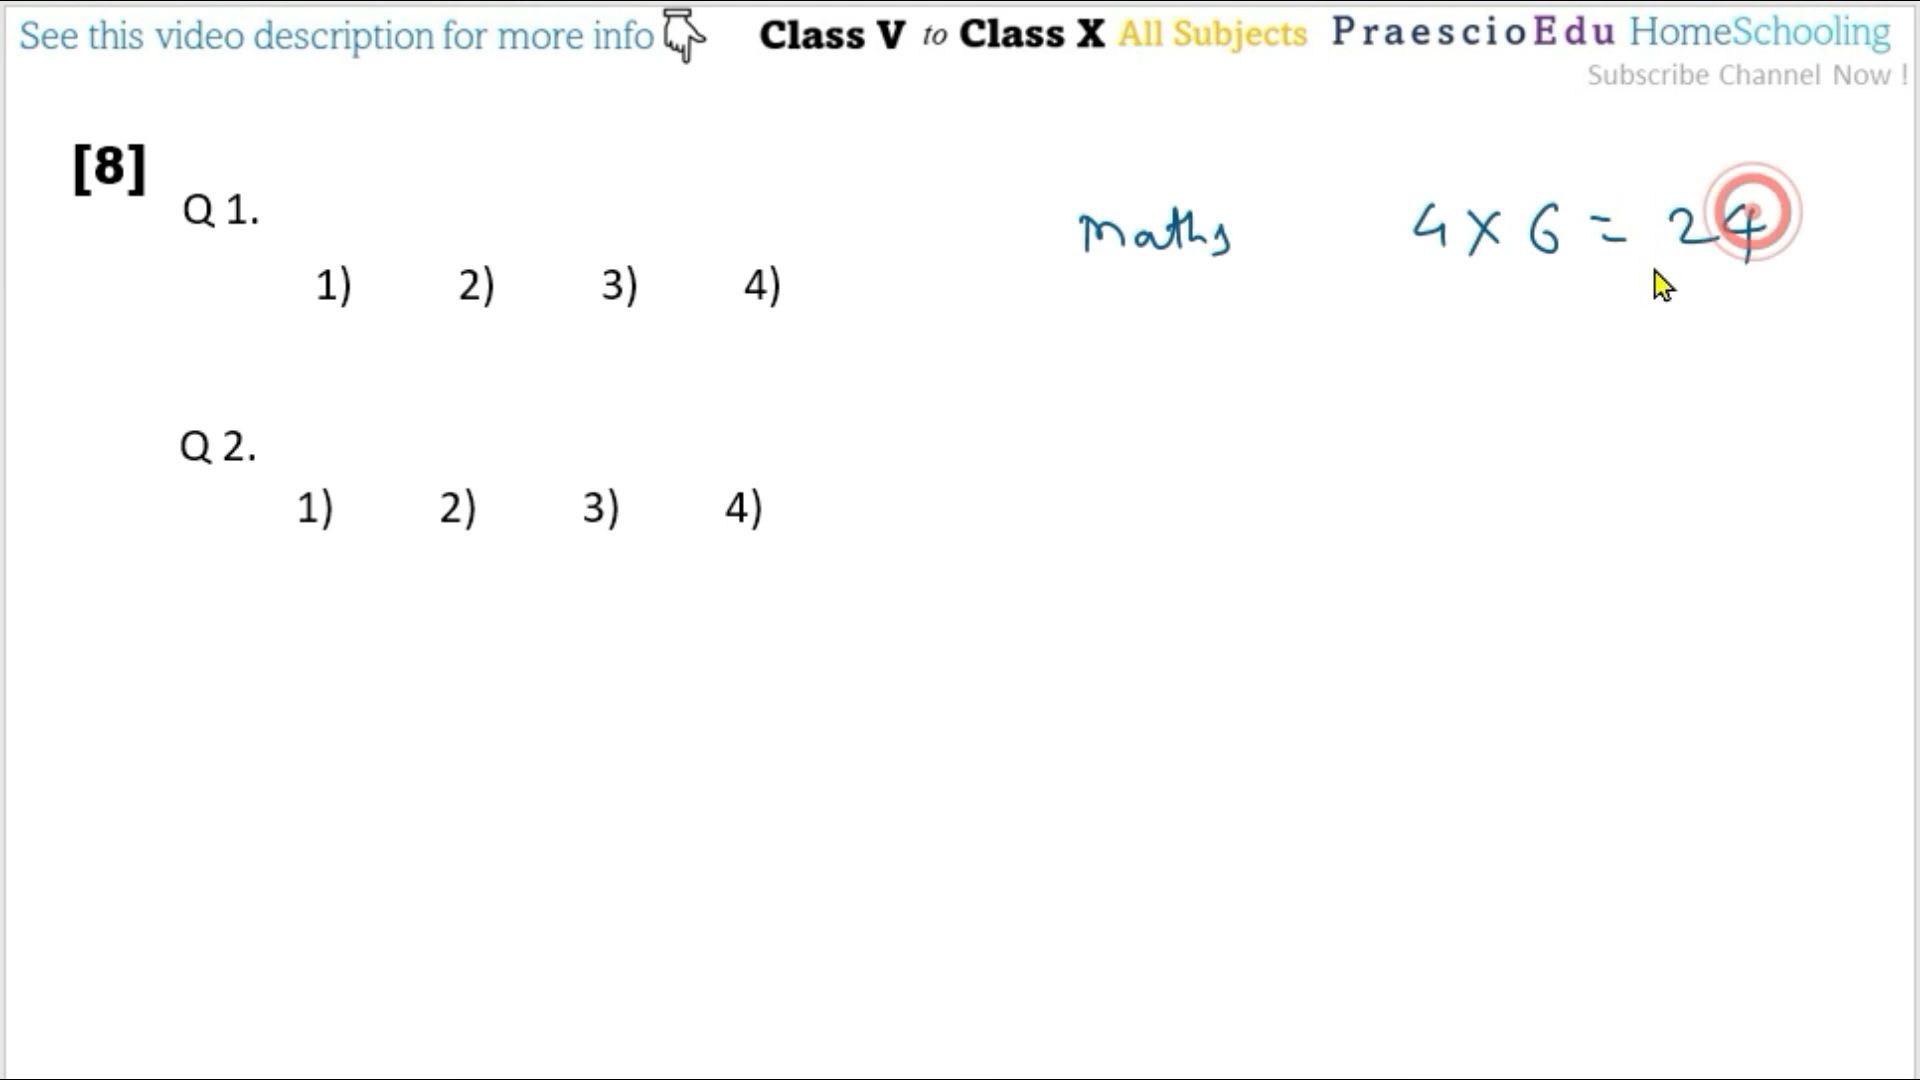 See this video description for more info Class V to Class X All Subjects PraescioEdu HomeSchooling
Subscribe Channel Now !
[8]
Q 1.
Maths 4 X 6 = 24
1) 2) 3) 4)
Q 2.
1) 2) 3) 4)